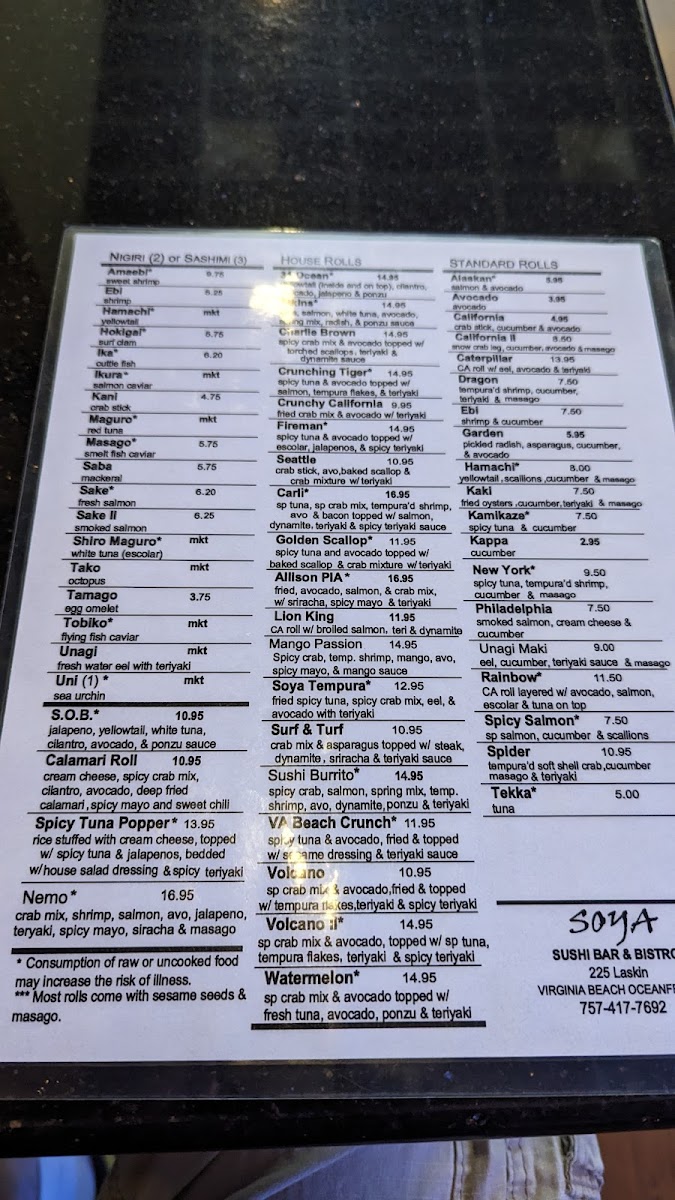 NIGIRI (2) or SASHIMI (3)
Amaebi* 9.75
sweet shrimp
Ebi 5.25
shrimp
Hamachi* mkt
yellowtail
Hokigai* 5.75
surf clam
Ika* 6.20
cuttle fish
Ikura* mkt
salmon caviar
Kani 4.75
crab stick
Maguro* mkt
red tuna
Masago* 5.75
smelt fish caviar
Saba 5.75
mackeral
Sake* 6.20
fresh salmon
Sake II 6.25
smoked salmon
Shiro Maguro* mkt
white tuna (escolar)
Tako mkt
octopus
Tamago 3.75
egg omelet
Tobiko* mkt
flying fish caviar
Unagi mkt
fresh water eel with teriyaki
Uni (1) * mkt
sea urchin
S.O.B.* 10.95
jalapeno, yellowtail, white tuna,
cilantro, avocado, & ponzu sauce
Calamari Roll 10.95
cream cheese, spicy crab mix,
cilantro, avocado, deep fried
calamari, spicy mayo and sweet chili
Spicy Tuna Popper* 13.95
rice stuffed with cream cheese, topped
w/ spicy tuna & jalapenos, bedded
w/house salad dressing & spicy teriyaki
Nemo* 16.95
crab mix, shrimp, salmon, avo, jalapeno,
teryaki, spicy mayo, siracha & masago
* Consumption of raw or uncooked food
may increase the risk of illness.
*** Most rolls come with sesame seeds &
masago.
HOUSE ROLLS
Ocean* 14.95
(inside and on top), cilantro,
jalapeno & ponzu
14.95
salmon, white tuna, avocado,
mix, radish, & ponzu sauce
Charlie Brown 14.95
spicy crab mix & avocado topped w/
torched scallops, teriyaki &
dynamite sauce
Crunching Tiger* 14.95
spicy tuna & avocado topped w/
salmon, tempura flakes, & teriyaki
Crunchy California 9.95
fried crab mix & avocado w/ teriyaki
Fireman* 14.95
spicy tuna & avocado topped w/
escolar, jalapenos, & spicy teriyaki
Seattle 10.95
crab stick, avo,baked scallop &
crab mixture w/ teriyaki
Carli* 16.95
sp tuna, sp crab mix, tempura'd shrimp,
avo & bacon topped w/ salmon,
dynamite, teriyaki & spicy teriyaki sauce
Golden Scallop* 11.95
spicy tuna and avocado topped w/
baked scallop & crab mixture w/ teriyaki
Allison PIA* 16.95
fried, avocado, salmon, & crab mix,
w/ sriracha, spicy mayo & teriyaki
Lion King 11.95
CA roll w/ broiled salmon, teri & dynamite
Mango Passion 14.95
Spicy crab, temp. shrimp, mango, avo,
spicy mayo, & mango sauce
Soya Tempura* 12.95
fried spicy tuna, spicy crab mix, eel, &
avocado with teriyaki
Surf & Turf 10.95
crab mix & asparagus topped w/ steak,
dynamite, sriracha & teriyaki sauce
Sushi Burrito* 14.95
spicy crab, salmon, spring mix, temp.
shrimp, avo, dynamite,ponzu & teriyaki
VA Beach Crunch* 11.95
spicy tuna & avocado, fried & topped
w/ sesame dressing & teriyaki sauce
Volcano 10.95
sp crab mix & avocado,fried & topped
w/ tempura flakes,teriyaki & spicy teriyaki
Volcano II* 14.95
sp crab mix & avocado, topped w/ sp tuna,
tempura flakes, teriyaki & spicy teriyaki
Watermelon* 14.95
sp crab mix & avocado topped w/
fresh tuna, avocado, ponzu & teriyaki
STANDARD ROLLS
Alaskan* 5.95
salmon & avocado
Avocado 3.95
avocado
California 4.95
crab stick, cucumber & avocado
California II 8.50
snow crab leg, cucumber, avocado & masago
Caterpillar 13.95
CA roll w/ eel, avocado & teriyaki
Dragon 7.50
tempura'd shrimp, cucumber,
teriyaki & masago
Ebi 7.50
shrimp & cucumber
Garden 5.95
pickled radish, asparagus, cucumber,
& avocado
Hamachi* 8.00
yellowtail, scallions ,cucumber & masago
Kaki 7.50
fried oysters ,cucumber,teriyaki & masago
Kamikaze* 7.50
spicy tuna & cucumber
Kappa 2.95
cucumber
New York* 9.50
spicy tuna, tempura'd shrimp,
cucumber & masago
Philadelphia 7.50
smoked salmon, cream cheese &
cucumber
Unagi Maki 9.00
eel, cucumber, teriyaki sauce & masago
Rainbow* 11.50
CA roll layered w/ avocado, salmon,
escolar & tuna on top
Spicy Salmon* 7.50
sp salmon, cucumber & scallions
Spider 10.95
tempura'd soft shell crab,cucumber
masago & teriyaki
Tekka* 5.00
tuna
SOYA
SUSHI BAR & BISTRO
225 Laskin
VIRGINIA BEACH OCEANF
757-417-7692